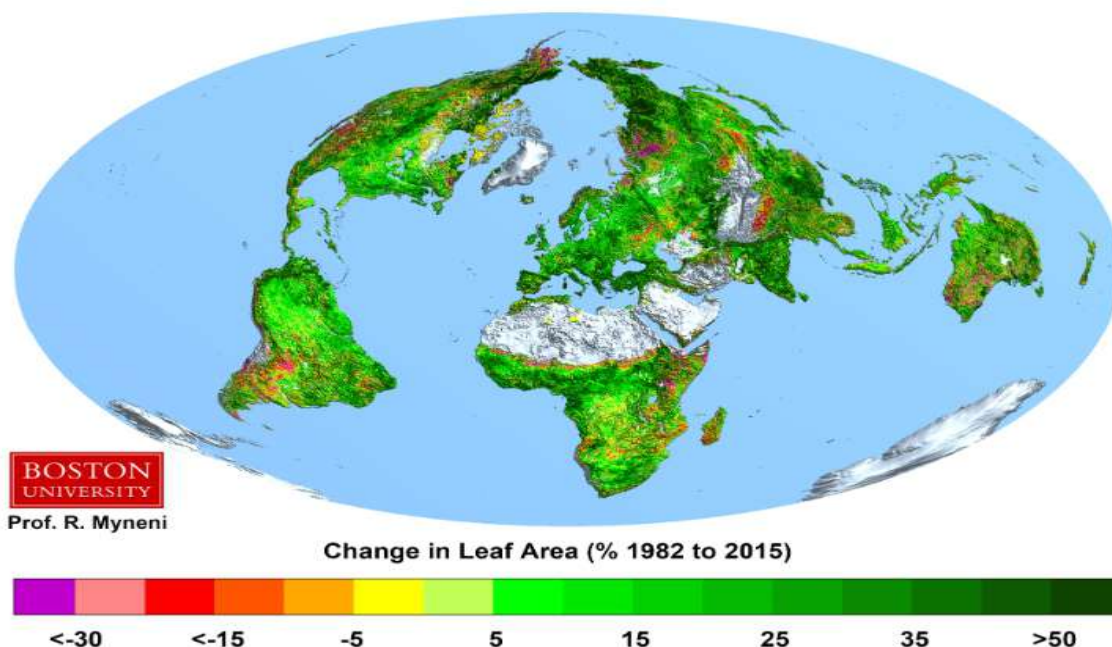 BOSTON
UNIVERSITY
Prof. R. Myneni
Change in Leaf Area (% 1982 to 2015)
<-30 <-15 -5 5 15 25 35 >50